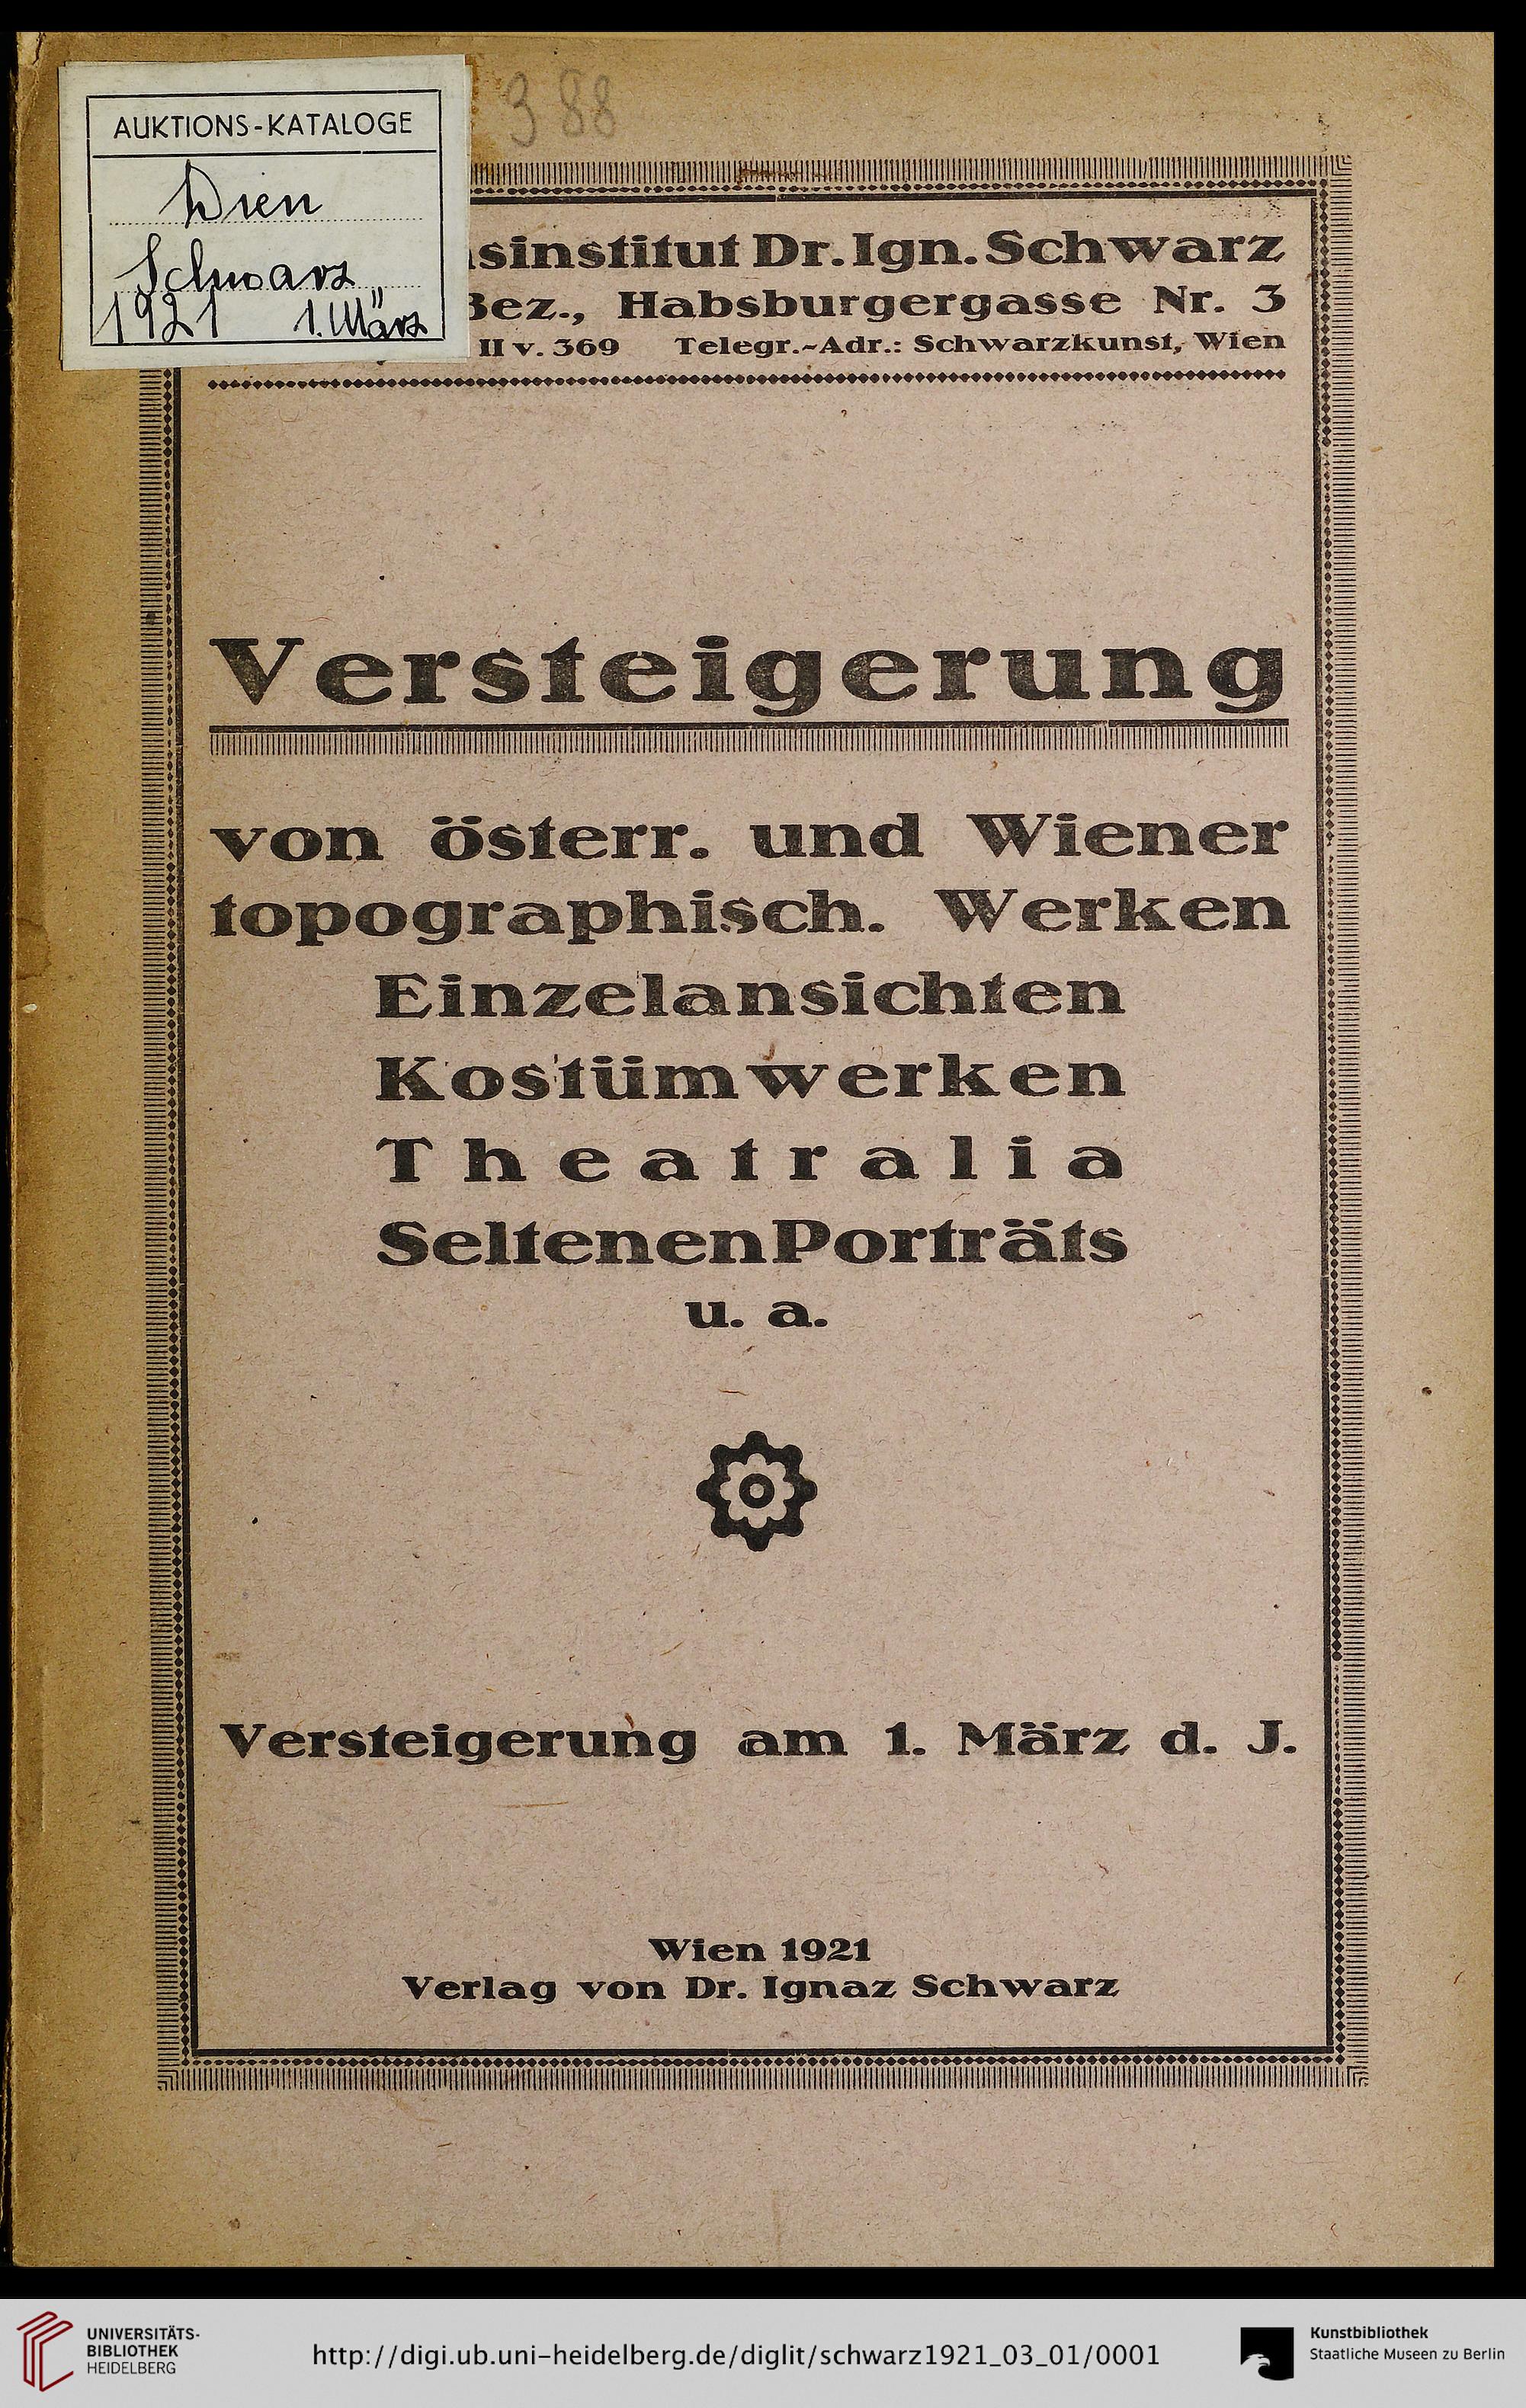 388
AUKTIONS-KATALOGE
Wien
Schwarz
1921 1. März
sinstitut Dr. Ign. Schwarz
Bez., Habsburgergasse Nr. 3
II v. 369 Telegr.-Adr.: Schwarzkunst, Wien
Versteigerung
von österr. und Wiener
topographisch. Werken
Einzelansichten
Kostümwerken
Theatralia
Seltenen Porträts
u. a.
Versteigerung am 1. März d. J.
Wien 1921
Verlag von Dr. Ignaz Schwarz
UNIVERSITÄTS-
BIBLIOTHEK
HEIDELBERG
http://digi.ub.uni-heidelberg.de/diglit/schwarz1921_03_01/0001
Kunstbibliothek
Staatliche Museen zu Berlin